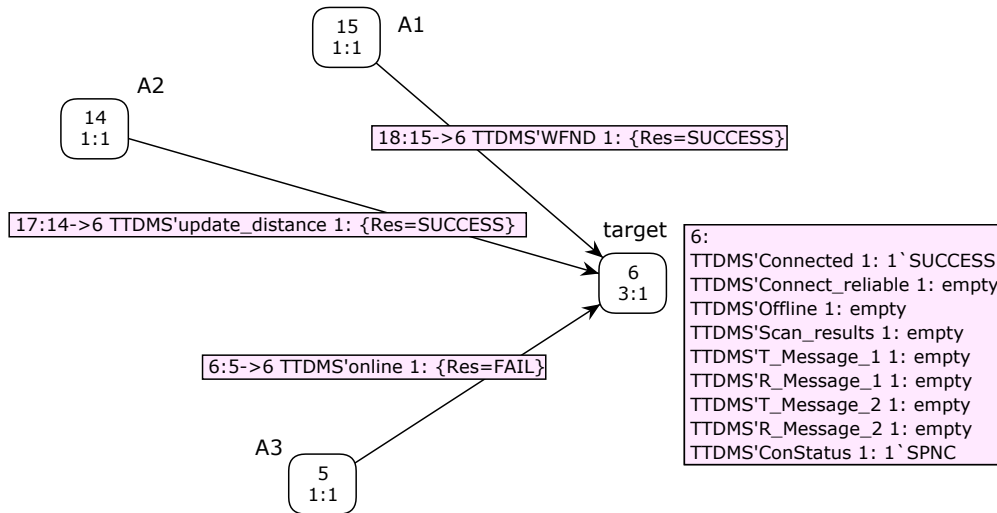 15
1:1
A1
A2
14
1:1
18:15->6 TTDMS'WFND 1: {Res=SUCCESS}
17:14->6 TTDMS'update_distance 1: {Res=SUCCESS}
target
6
3:1
6:
TTDMS'Connected 1: 1`SUCCESS
TTDMS'Connect_reliable 1: empty
TTDMS'Offline 1: empty
TTDMS'Scan_results 1: empty
TTDMS'T_Message_1 1: empty
TTDMS'R_Message_1 1: empty
TTDMS'T_Message_2 1: empty
TTDMS'R_Message_2 1: empty
TTDMS'ConStatus 1: 1`SPNC
6:5->6 TTDMS'online 1: {Res=FAIL}
A3
5
1:1